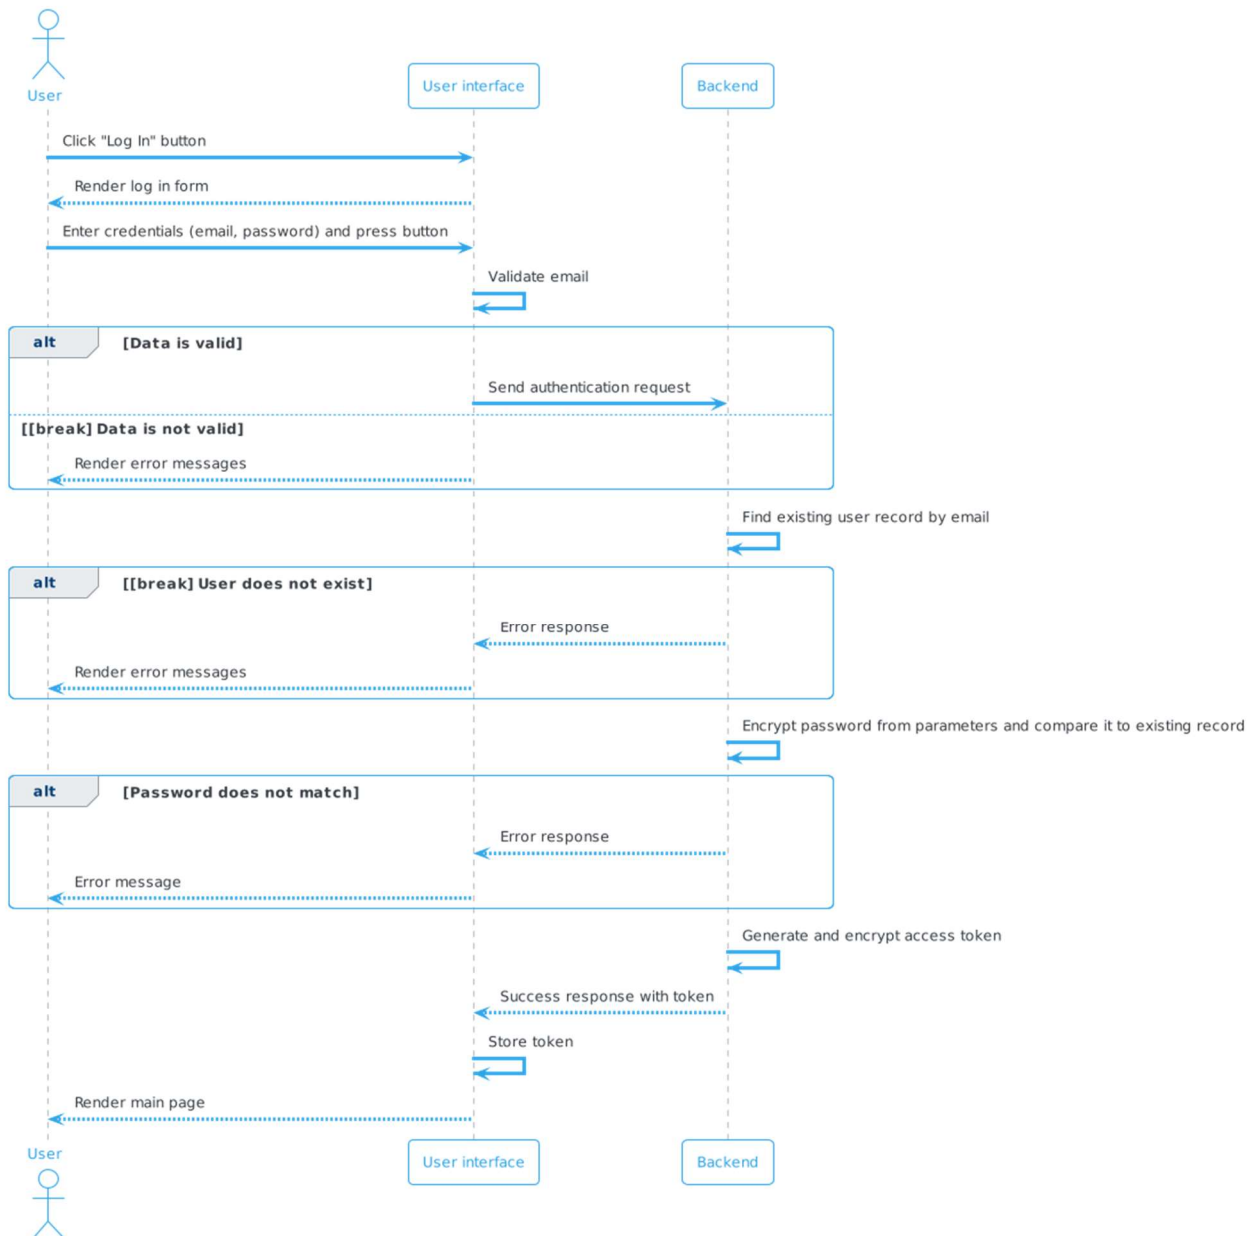 User
User interface
Backend
Click "Log In" button
Render log in form
Enter credentials (email, password) and press button
Validate email
alt [Data is valid]
Send authentication request
[[break] Data is not valid]
Render error messages
Find existing user record by email
alt [[break] User does not exist]
Error response
Render error messages
Encrypt password from parameters and compare it to existing record
alt [Password does not match]
Error response
Error message
Generate and encrypt access token
Success response with token
Store token
Render main page
User
User interface
Backend